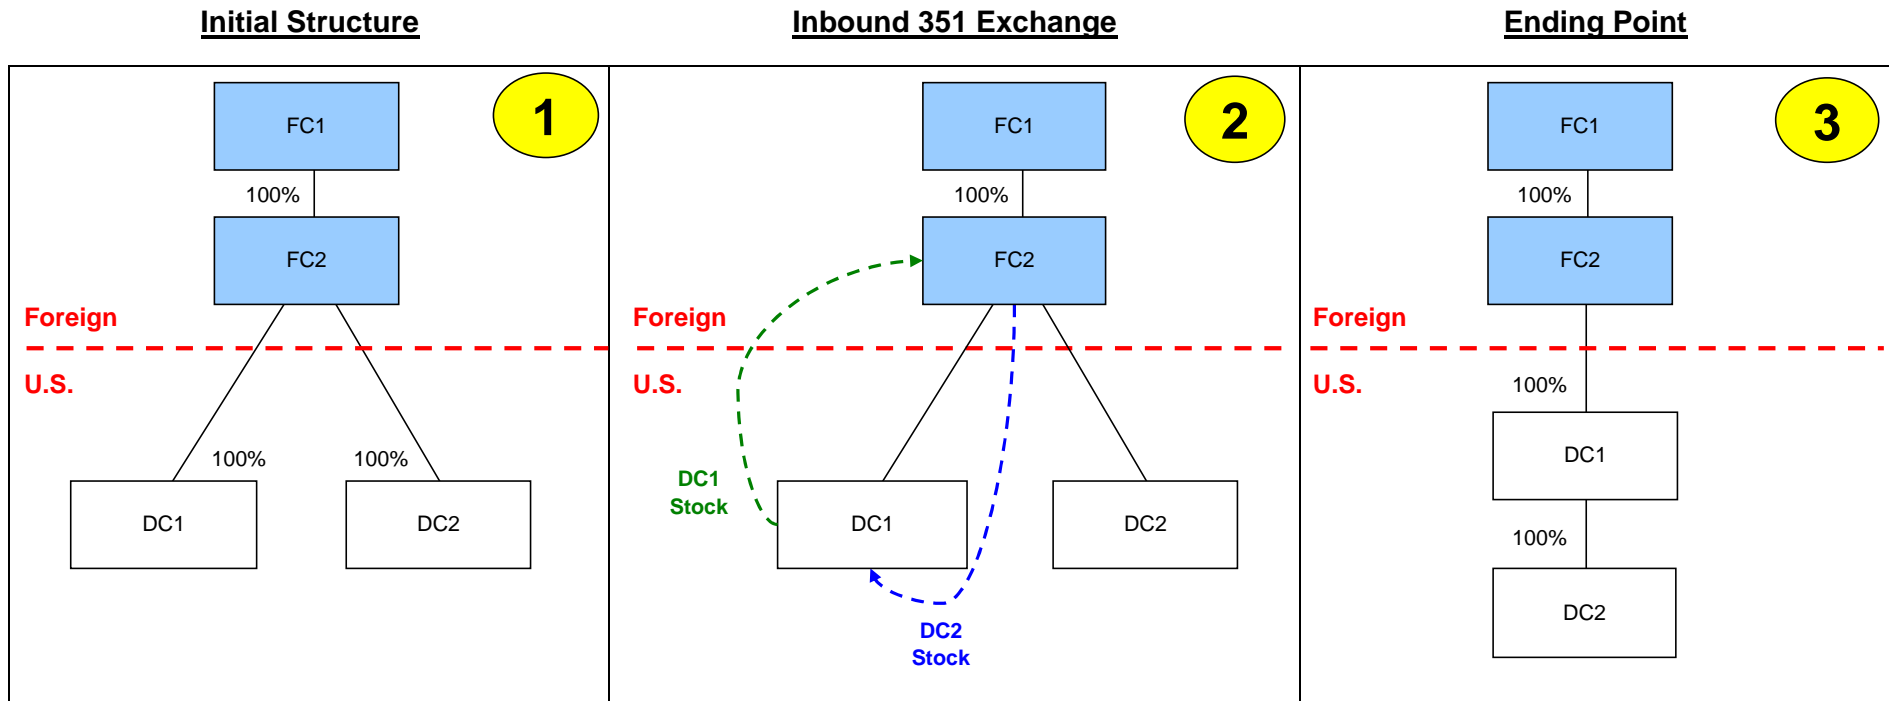 Initial Structure
Inbound 351 Exchange
Ending Point
FC1
1
100%
FC2
Foreign
U.S.
100%
100%
DC1
DC2
FC1
2
100%
FC2
Foreign
U.S.
DC1
Stock
DC1
DC2
DC2
Stock
FC1
3
100%
FC2
Foreign
U.S.
100%
DC1
100%
DC2